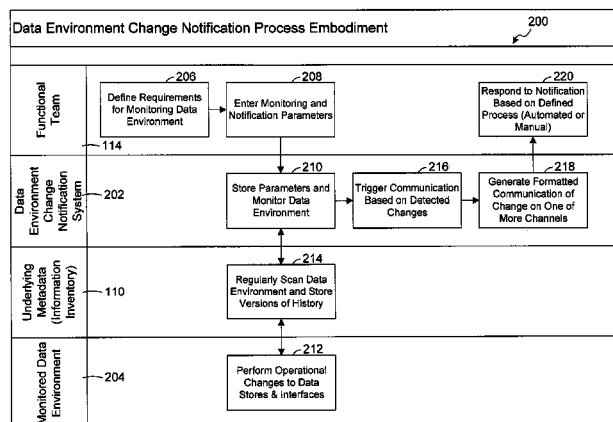 Data Environment Change Notification Process Embodiment
200
Functional
Team
114
206
Define Requirements
for Monitoring Data
Environment
208
Enter Monitoring and
Notification Parameters
220
Respond to Notification
Based on Defined
Process (Automated or
Manual)
Data
Environment
Change
Notification
System
202
210
Store Parameters and
Monitor Data
Environment
216
Trigger Communication
Based on Detected
Changes
218
Generate Formatted
Communication of
Change on One of
More Channels
Underlying
Metadata
(Information
Inventory)
110
214
Regularly Scan Data
Environment and Store
Versions of History
Monitored Data
Environment
204
212
Perform Operational
Changes to Data
Stores & Interfaces